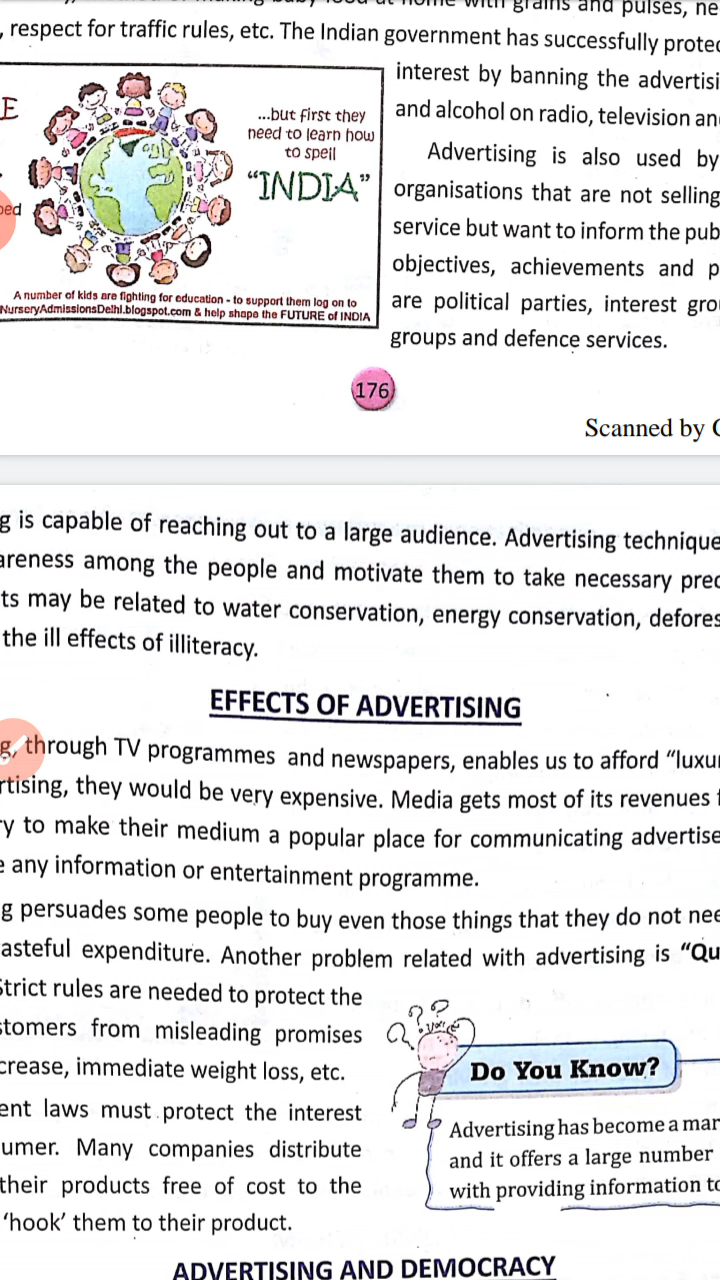 with grains and pulses, ne
, respect for traffic rules, etc. The Indian government has successfully protec
interest by banning the advertisi
and alcohol on radio, television an
Advertising is also used by
organisations that are not selling
service but want to inform the pub
objectives, achievements and p
are political parties, interest gro
groups and defence services.
E
...but first they
need to learn how
to spell
“INDIA”
bed
A number of kids are fighting for education - to support them log on to
NurseryAdmissionsDelhi.blogspot.com & help shape the FUTURE of INDIA
176
Scanned by C
g is capable of reaching out to a large audience. Advertising technique
areness among the people and motivate them to take necessary prec
ts may be related to water conservation, energy conservation, defores
the ill effects of illiteracy.
EFFECTS OF ADVERTISING
g, through TV programmes and newspapers, enables us to afford “luxu
rtising, they would be very expensive. Media gets most of its revenues f
ry to make their medium a popular place for communicating advertise
e any information or entertainment programme.
g persuades some people to buy even those things that they do not nee
asteful expenditure. Another problem related with advertising is “Qu
Strict rules are needed to protect the
stomers from misleading promises
crease, immediate weight loss, etc.
ent laws must protect the interest
umer. Many companies distribute
their products free of cost to the
‘hook’ them to their product.
Do You Know?
Advertising has become a mar
and it offers a large number
with providing information to
ADVERTISING AND DEMOCRACY